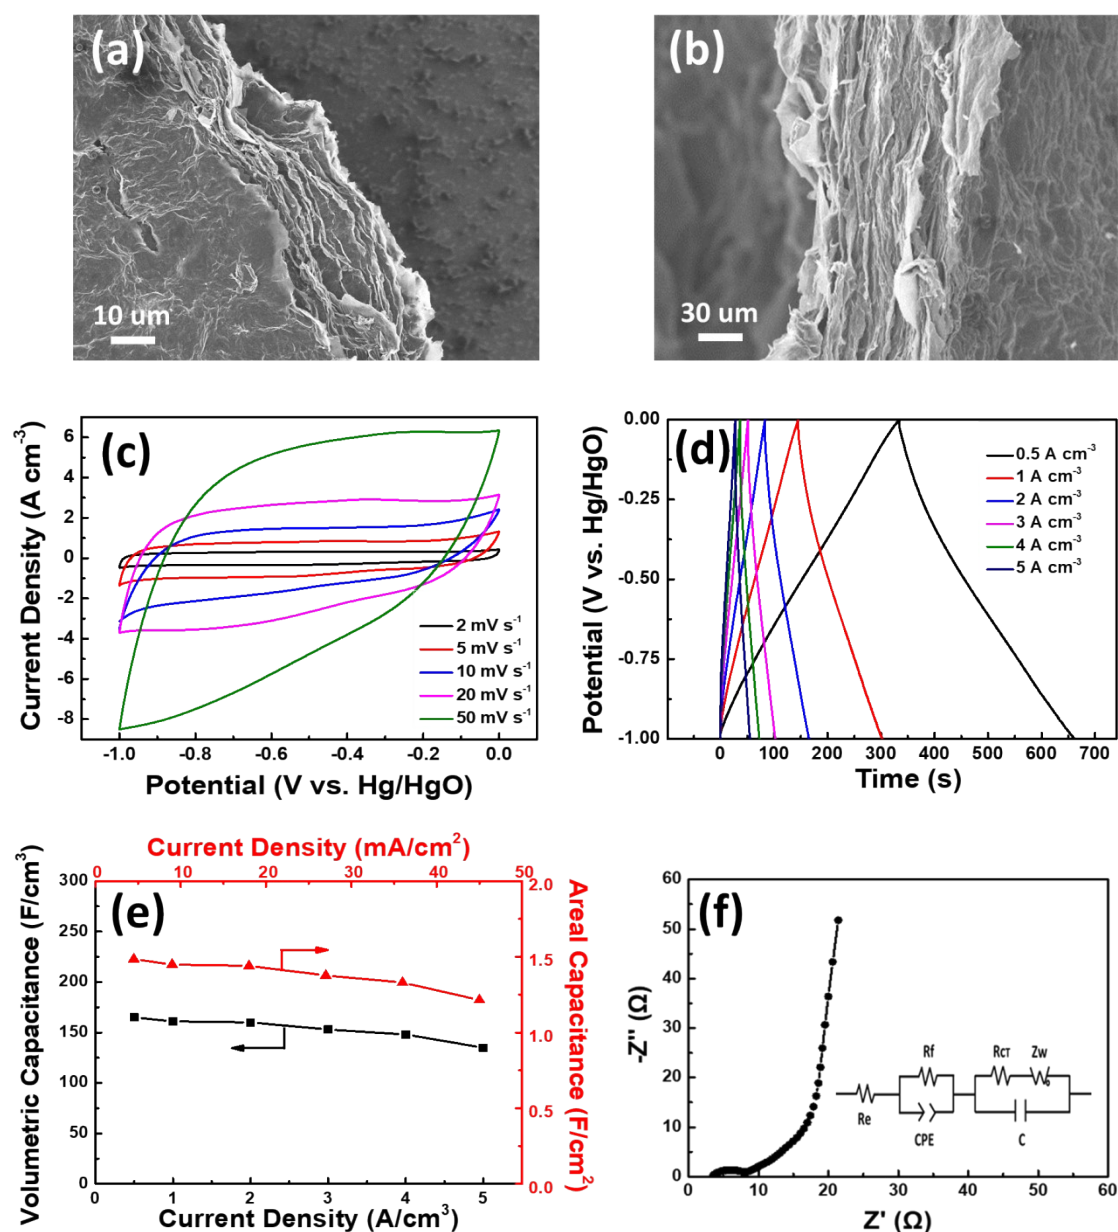 (a)
10 um
(b)
30 um
(c)
Current Density (A cm⁻³)
6
4
2
0
-2
-4
-6
-8
-1.0 -0.8 -0.6 -0.4 -0.2 0.0
Potential (V vs. Hg/HgO)
2 mV s⁻¹
5 mV s⁻¹
10 mV s⁻¹
20 mV s⁻¹
50 mV s⁻¹
(d)
Potential (V vs. Hg/HgO)
0.00
-0.25
-0.50
-0.75
-1.00
0 100 200 300 400 500 600 700
Time (s)
0.5 A cm⁻³
1 A cm⁻³
2 A cm⁻³
3 A cm⁻³
4 A cm⁻³
5 A cm⁻³
Current Density (mA/cm²)
0 10 20 30 40 50
(e)
Volumetric Capacitance (F/cm³)
300
250
200
150
100
50
0
2.0
1.5
1.0
0.5
0.0
Areal Capacitance (F/cm²)
0 1 2 3 4 5
Current Density (A/cm³)
(f)
-Z'' (Ω)
60
50
40
30
20
10
0
0 10 20 30 40 50 60
Z' (Ω)
Re
Rf
CPE
RCT
Zw
C